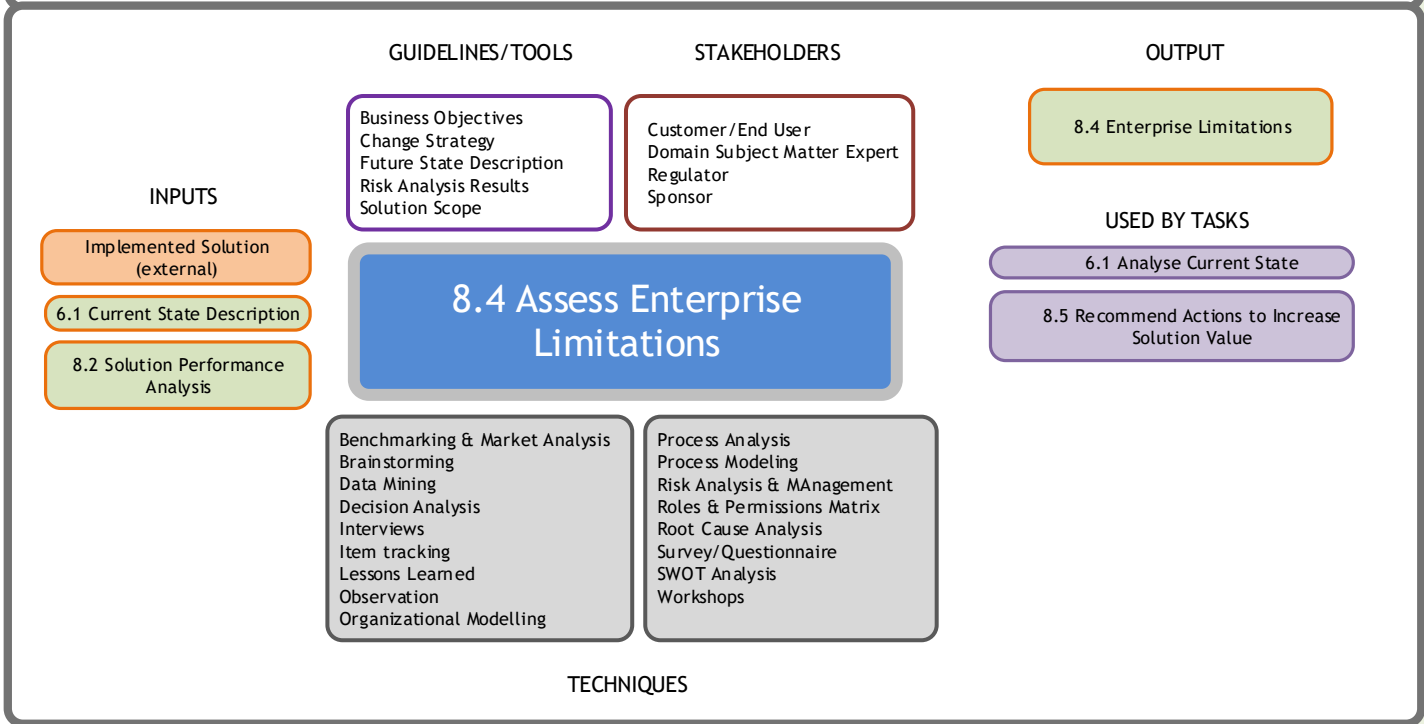 GUIDELINES/TOOLS
STAKEHOLDERS
OUTPUT
Business Objectives
Change Strategy
Future State Description
Risk Analysis Results
Solution Scope
Customer/End User
Domain Subject Matter Expert
Regulator
Sponsor
8.4 Enterprise Limitations
INPUTS
Implemented Solution
(external)
6.1 Current State Description
8.2 Solution Performance
Analysis
8.4 Assess Enterprise
Limitations
USED BY TASKS
6.1 Analyse Current State
8.5 Recommend Actions to Increase
Solution Value
Benchmarking & Market Analysis
Brainstorming
Data Mining
Decision Analysis
Interviews
Item tracking
Lessons Learned
Observation
Organizational Modelling
Process Analysis
Process Modeling
Risk Analysis & MAnagement
Roles & Permissions Matrix
Root Cause Analysis
Survey/Questionnaire
SWOT Analysis
Workshops
TECHNIQUES